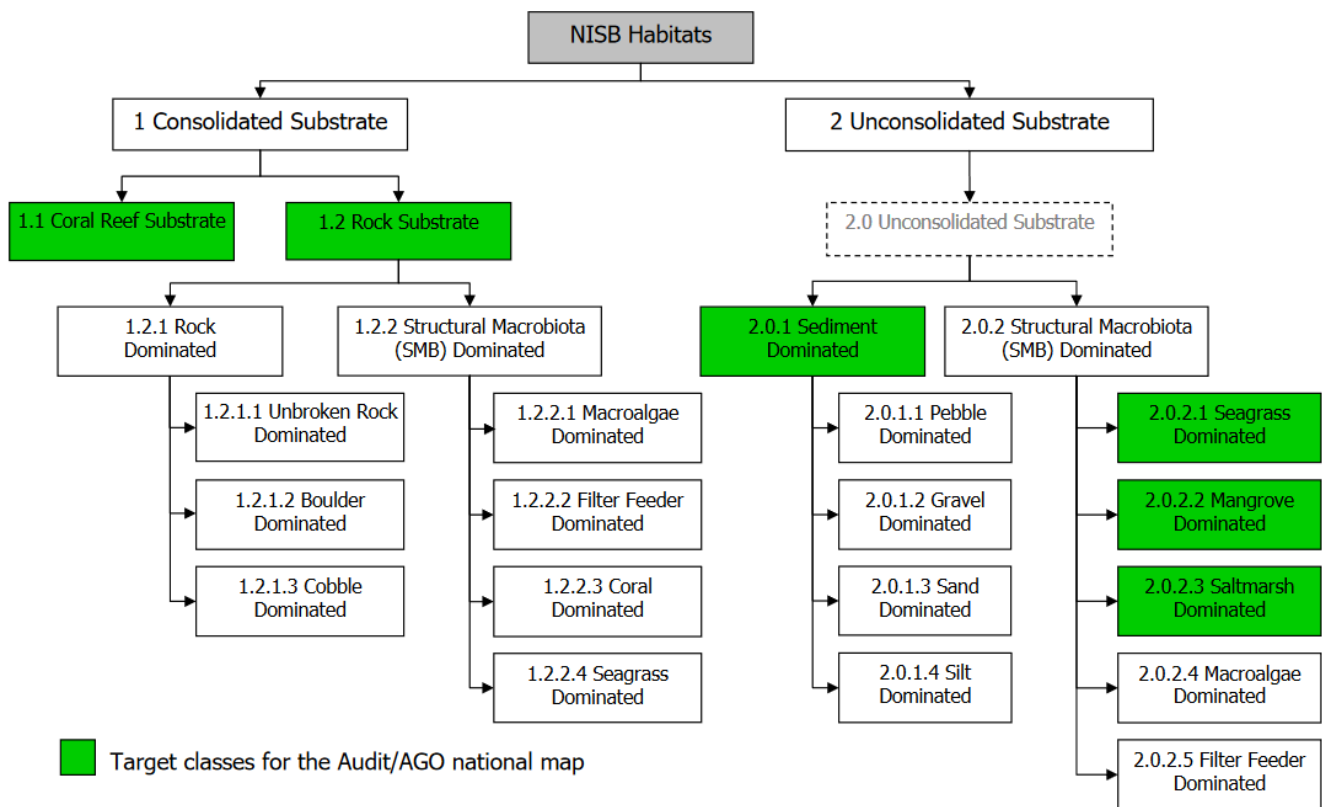 NISB Habitats
1 Consolidated Substrate
2 Unconsolidated Substrate
1.1 Coral Reef Substrate
1.2 Rock Substrate
2.0 Unconsolidated Substrate
1.2.1 Rock
Dominated
1.2.2 Structural Macrobiota
(SMB) Dominated
2.0.1 Sediment
Dominated
2.0.2 Structural Macrobiota
(SMB) Dominated
1.2.1.1 Unbroken Rock
Dominated
1.2.1.2 Boulder
Dominated
1.2.1.3 Cobble
Dominated
1.2.2.1 Macroalgae
Dominated
1.2.2.2 Filter Feeder
Dominated
1.2.2.3 Coral
Dominated
1.2.2.4 Seagrass
Dominated
2.0.1.1 Pebble
Dominated
2.0.1.2 Gravel
Dominated
2.0.1.3 Sand
Dominated
2.0.1.4 Silt
Dominated
2.0.2.1 Seagrass
Dominated
2.0.2.2 Mangrove
Dominated
2.0.2.3 Saltmarsh
Dominated
2.0.2.4 Macroalgae
Dominated
2.0.2.5 Filter Feeder
Dominated
Target classes for the Audit/AGO national map